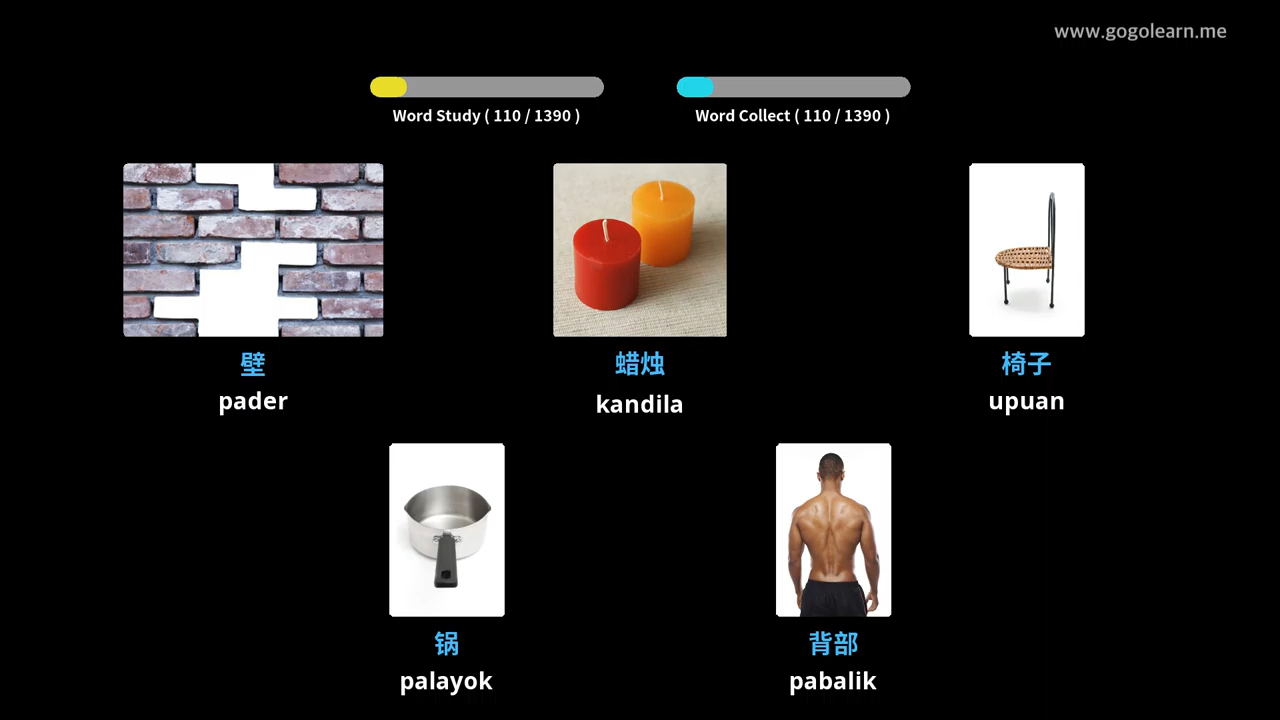 www.gogolearn.me
Word Study ( 110 / 1390 )
Word Collect ( 110 / 1390 )
壁
pader
蜡烛
kandila
椅子
upuan
锅
palayok
背部
pabalik